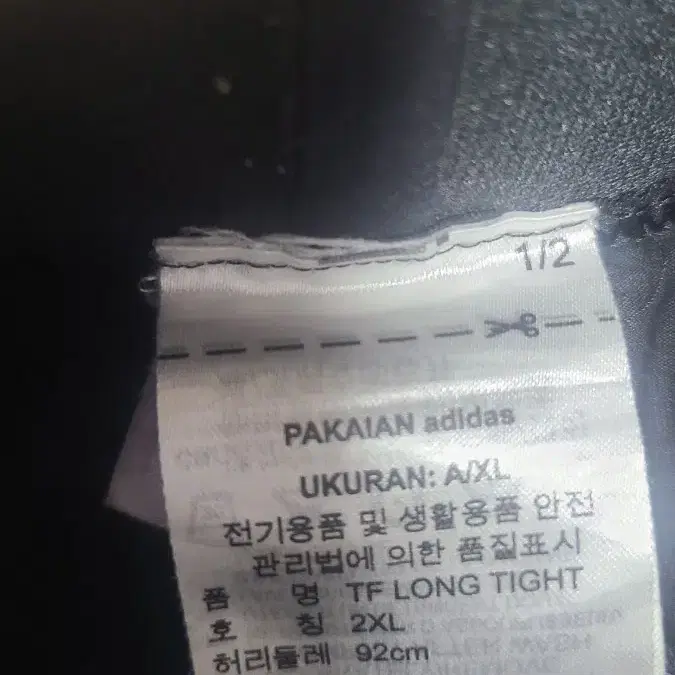 1/2
PAKAIAN adidas
UKURAN: A/XL
전기용품 및 생활용품 안전
관리법에 의한 품질표시
품 명 TF LONG TIGHT
호 칭 2XL
허리둘레 92cm